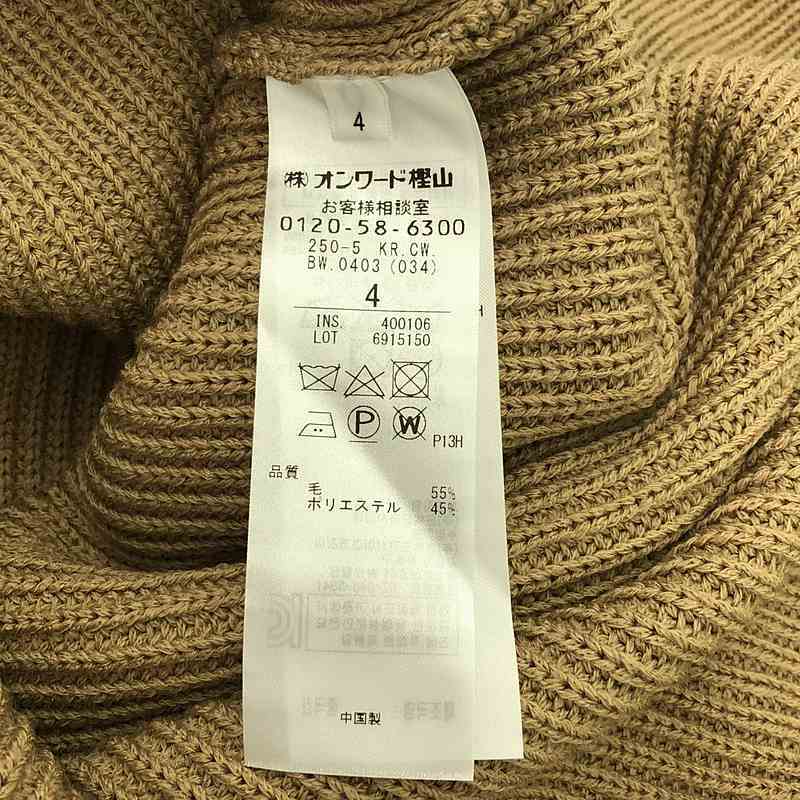 4
(株)オンワード樫山
お客様相談室
0120-58-6300
250-5 KR.CW.
BW.0403 (034)
4
INS. 400106
LOT 6915150
P W P13H
品質
毛 55%
ポリエステル 45%
中国製